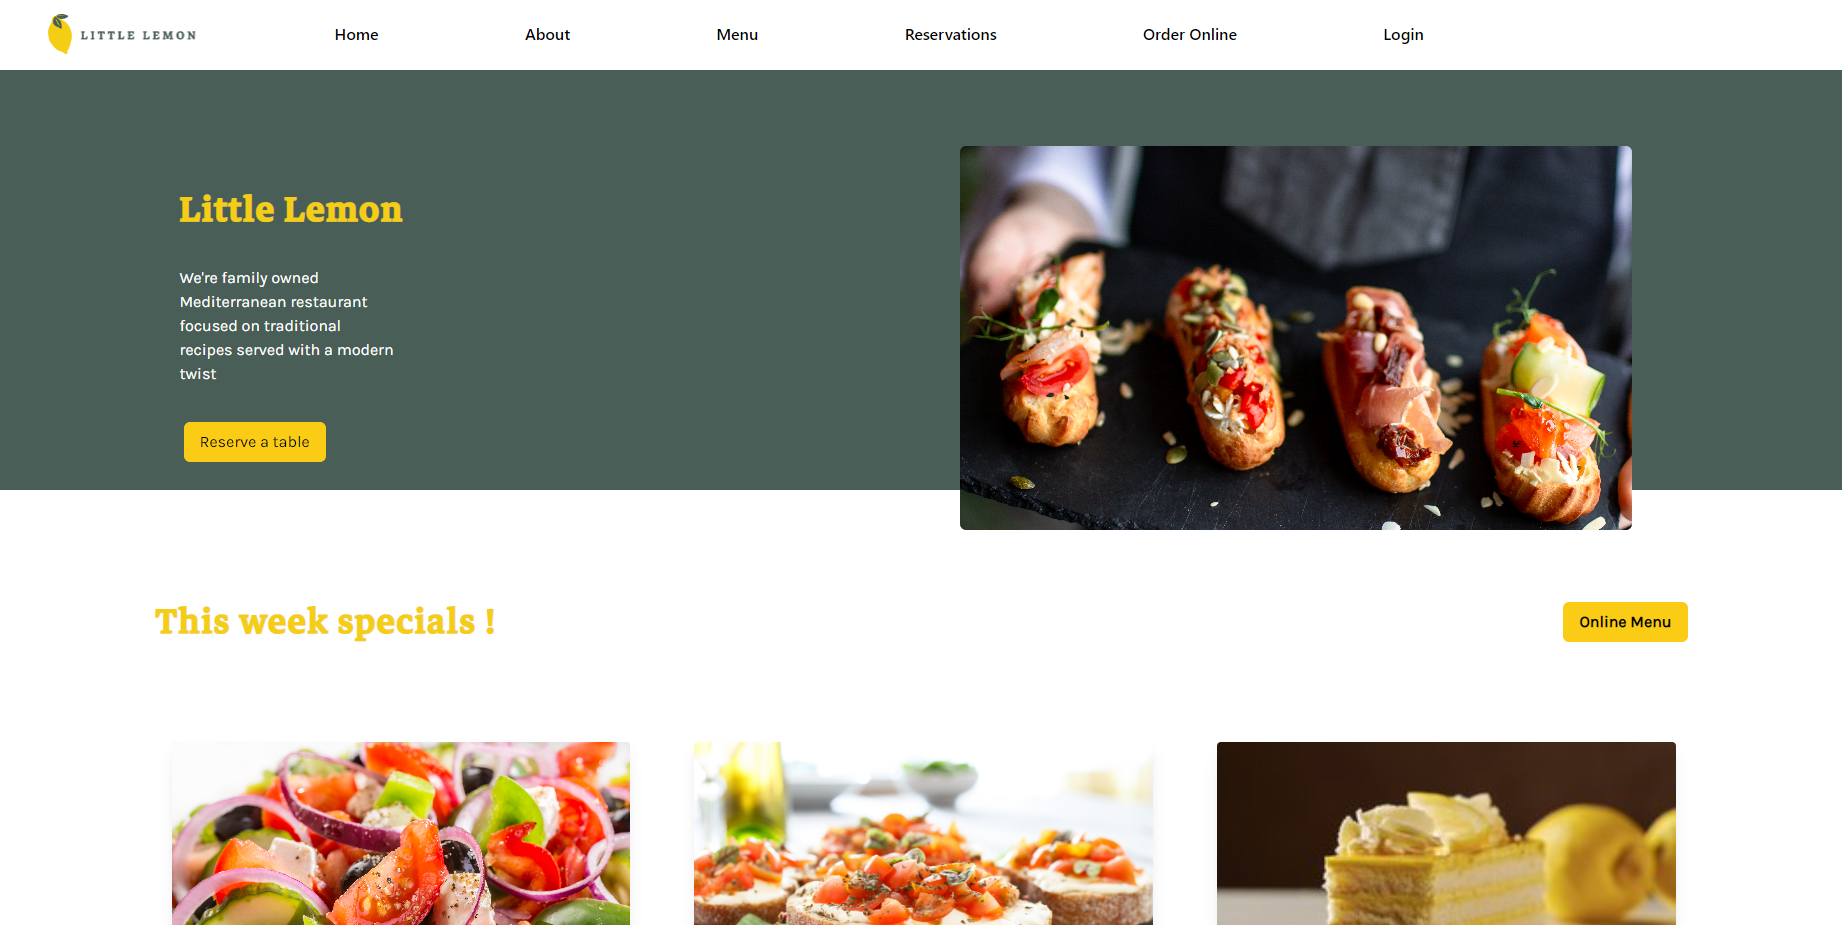 LITTLE LEMON
Home
About
Menu
Reservations
Order Online
Login
Little Lemon
We're family owned
Mediterranean restaurant
focused on traditional
recipes served with a modern
twist
Reserve a table
This week specials !
Online Menu